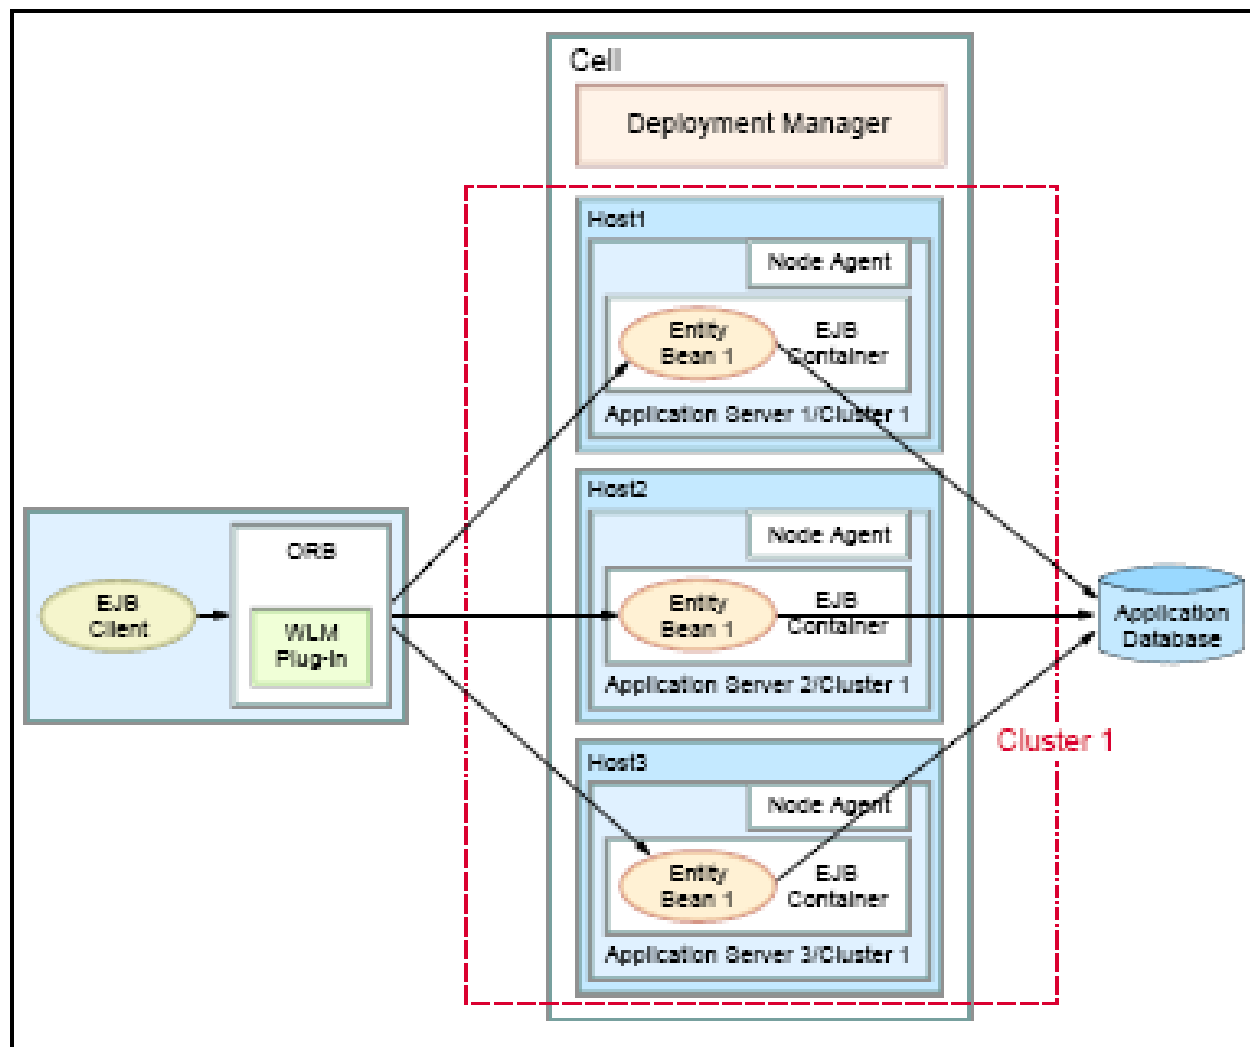 Cell
Deployment Manager
Host1
Node Agent
Entity
Bean 1
EJB
Container
Application Server 1/Cluster 1
Host2
Node Agent
Entity
Bean 1
EJB
Container
Application Server 2/Cluster 1
ORB
EJB
Client
WLM
Plug-in
Application
Database
Cluster 1
Host3
Node Agent
Entity
Bean 1
EJB
Container
Application Server 3/Cluster 1